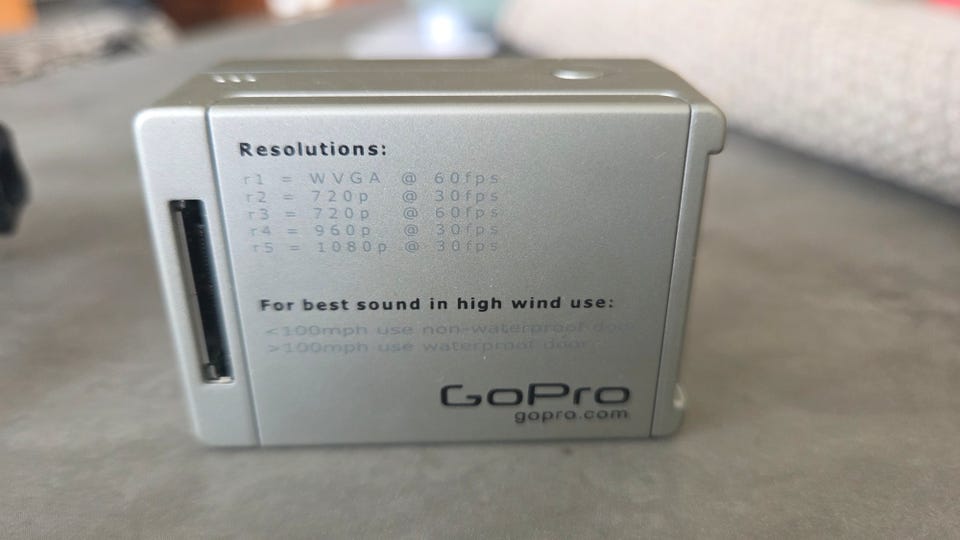 Resolutions:
r1 = WVGA @ 60fps
r2 = 720p @ 30fps
r3 = 720p @ 60fps
r4 = 960p @ 30fps
r5 = 1080p @ 30fps
For best sound in high wind use:
<100mph use non-waterproof door
>100mph use waterproof door
GoPro
gopro.com